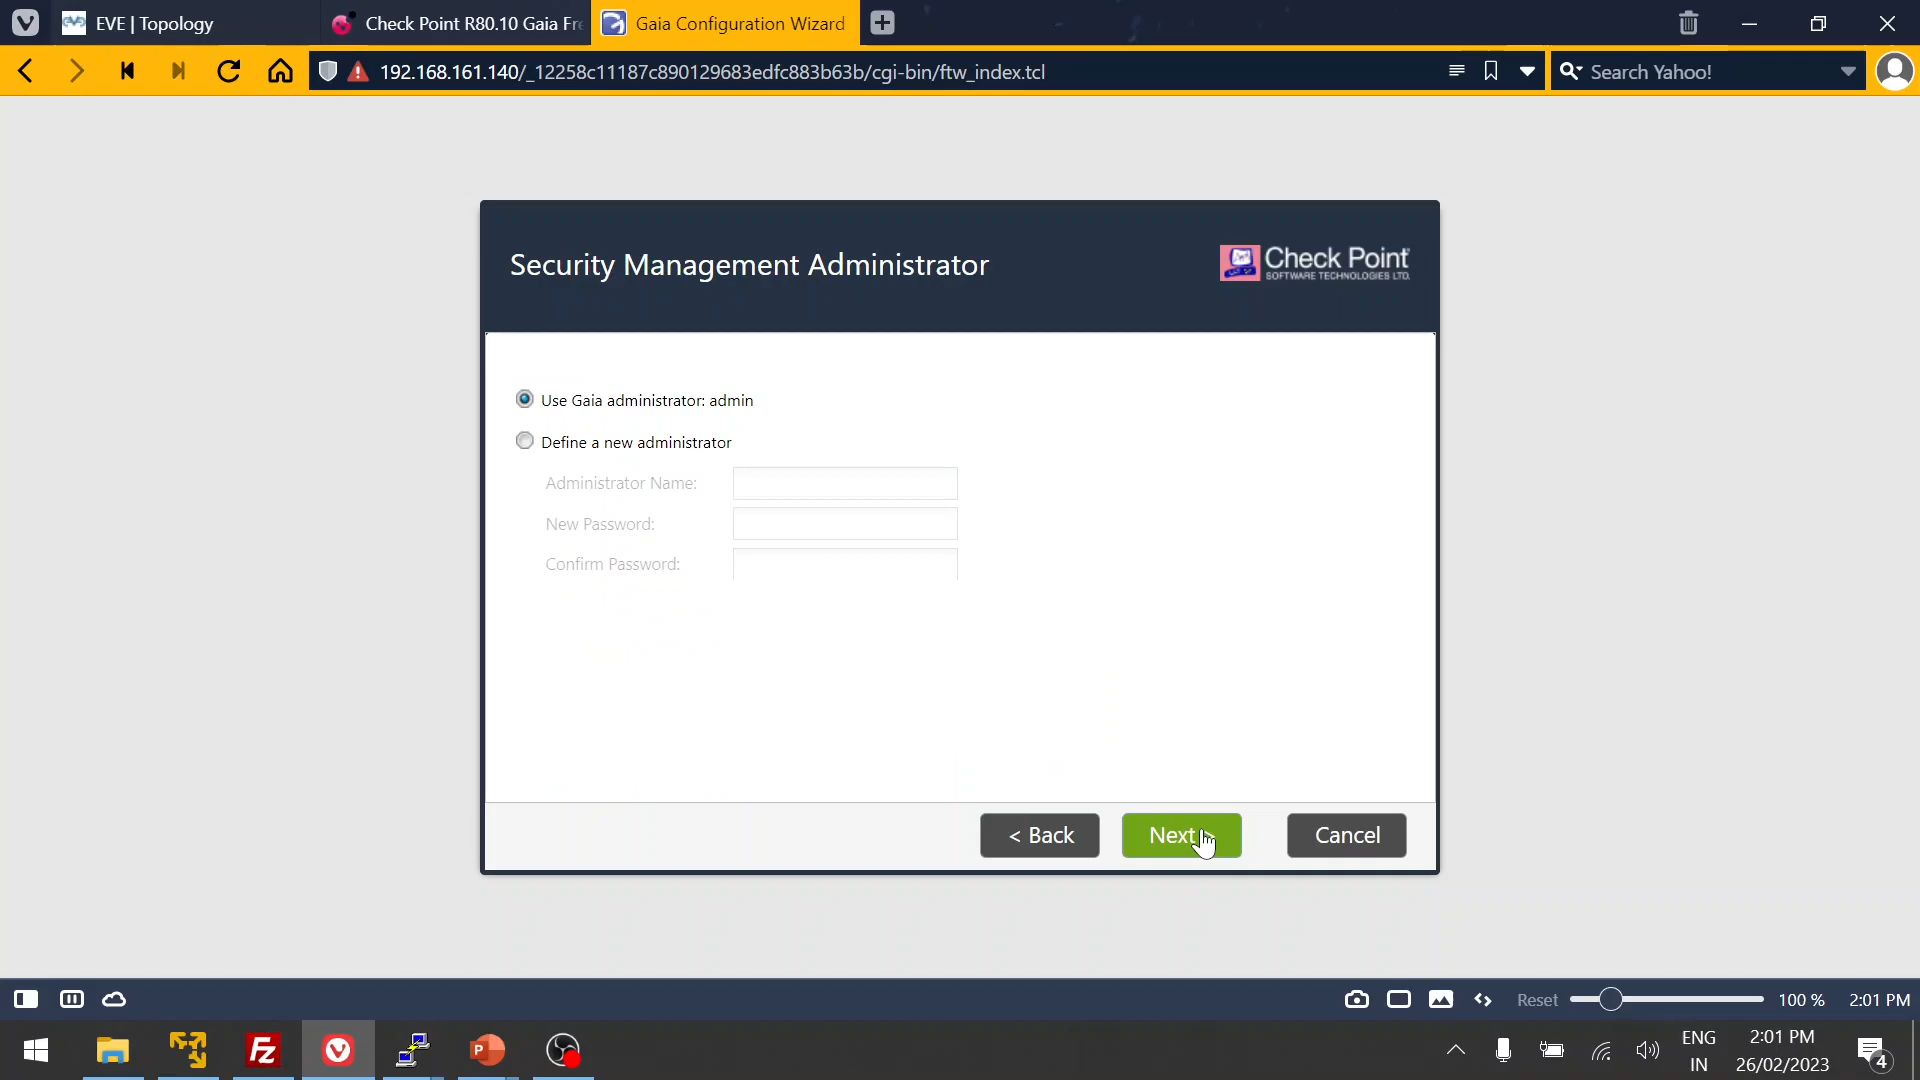 EVE | Topology
Check Point R80.10 Gaia Fre
Gaia Configuration Wizard
192.168.161.140/_12258c11187c890129683edfc883b63b/cgi-bin/ftw_index.tcl
Search Yahoo!
Security Management Administrator
Check Point
SOFTWARE TECHNOLOGIES LTD.
Use Gaia administrator: admin
Define a new administrator
Administrator Name:
New Password:
Confirm Password:
< Back
Next >
Cancel
Reset
100 %
2:01 PM
ENG
IN
2:01 PM
26/02/2023
4